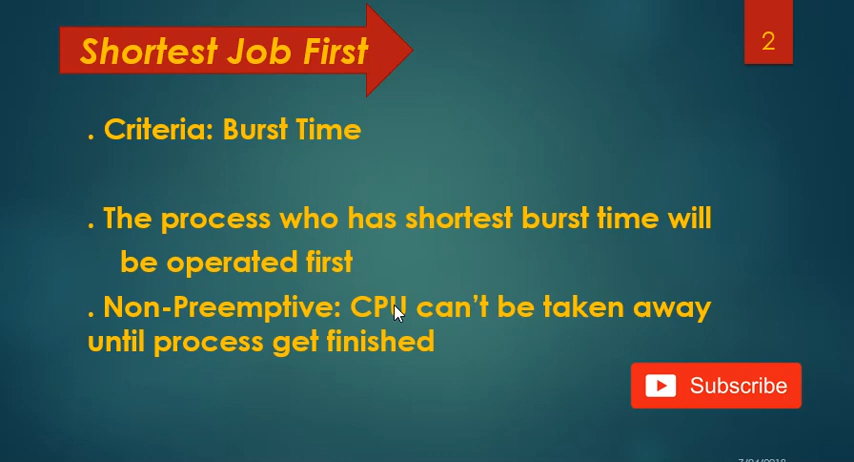 Shortest Job First
2
. Criteria: Burst Time
. The process who has shortest burst time will
be operated first
. Non-Preemptive: CPU can't be taken away
until process get finished
Subscribe